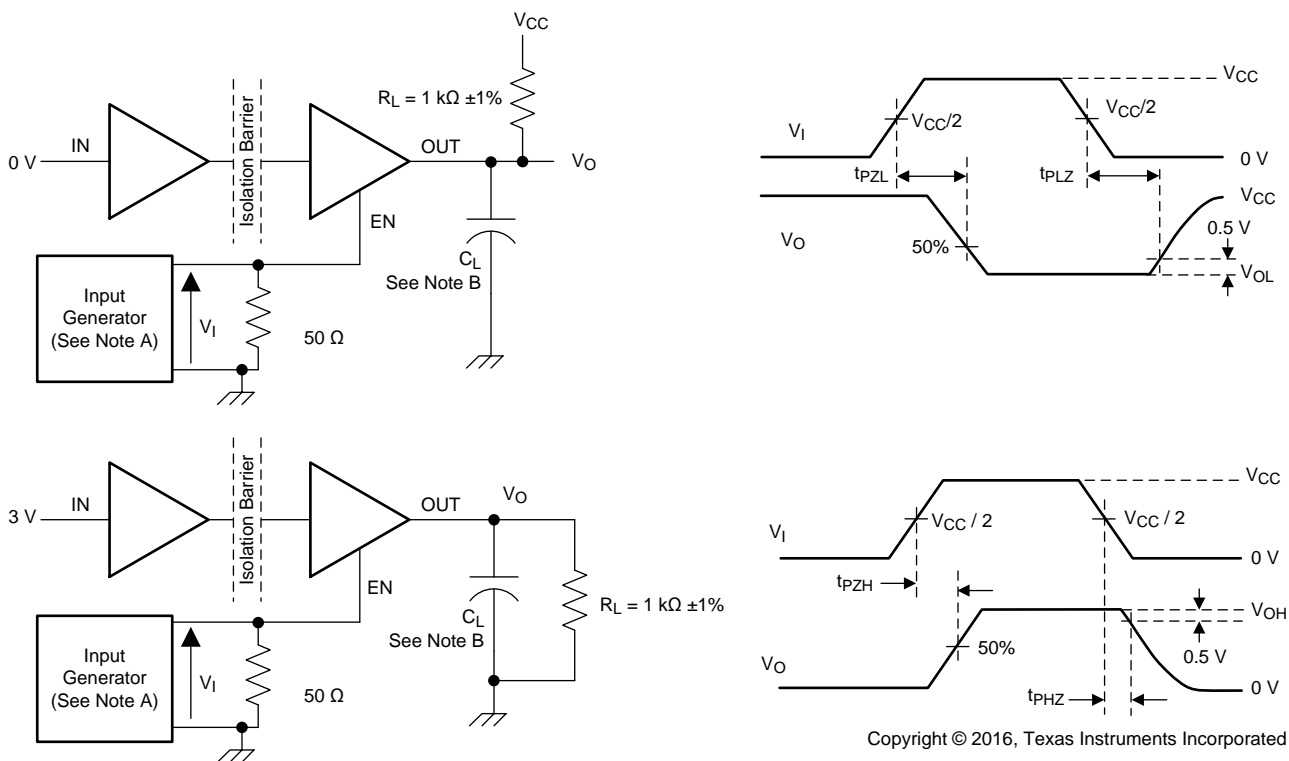 VCC
RL = 1 kΩ ±1%
0 V
IN
Isolation Barrier
OUT
VO
EN
CL
See Note B
Input
Generator
(See Note A)
VI
50 Ω
VI
VCC/2
VCC/2
VCC
0 V
tPZL
tPLZ
VO
50%
VCC
0.5 V
VOL
3 V
IN
Isolation Barrier
OUT
VO
EN
CL
See Note B
RL = 1 kΩ ±1%
Input
Generator
(See Note A)
VI
50 Ω
VI
VCC / 2
VCC / 2
VCC
0 V
tPZH
VO
50%
tPHZ
VOH
0.5 V
0 V
Copyright © 2016, Texas Instruments Incorporated